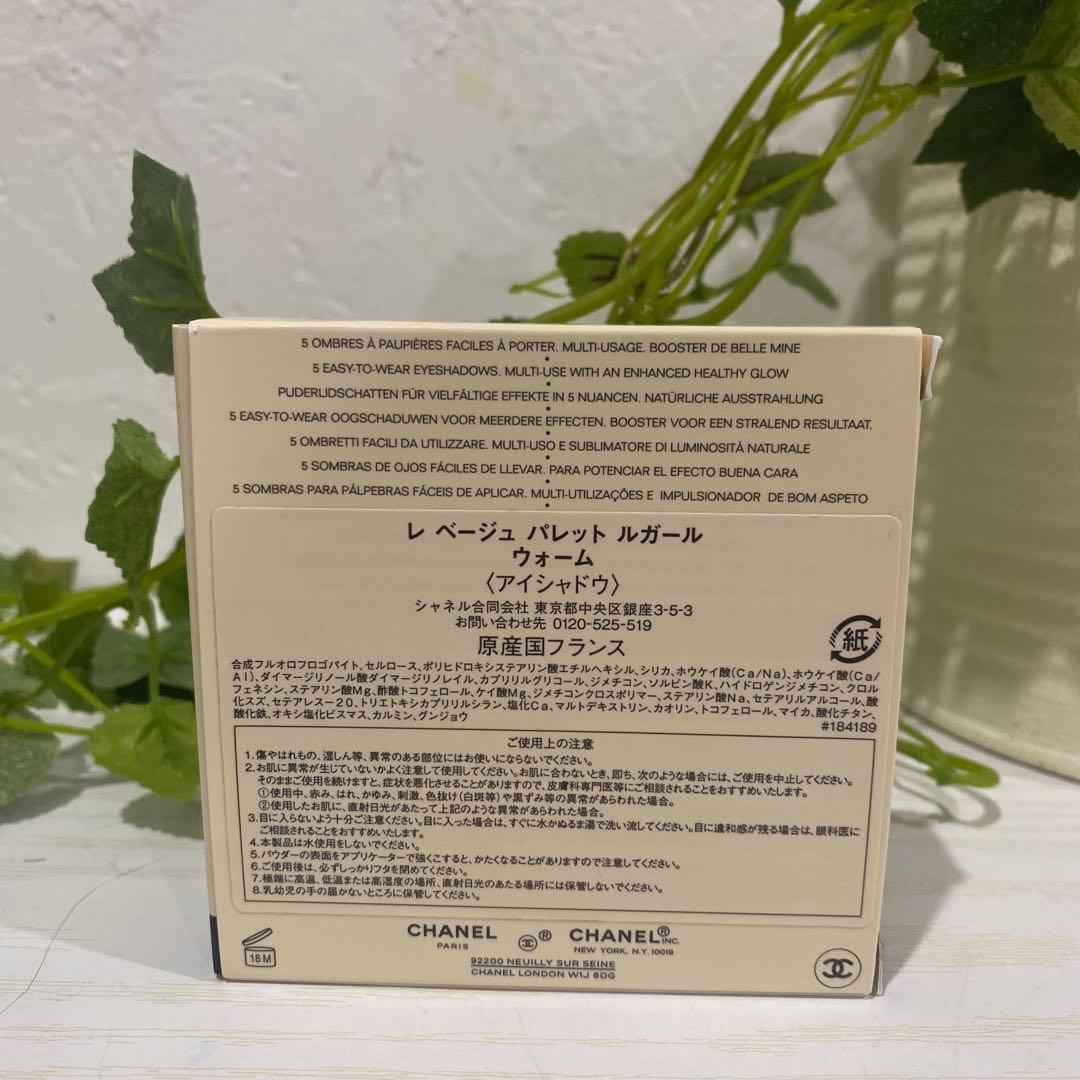 5 OMBRES À PAUPIÈRES FACILES À PORTER. MULTI-USAGE. BOOSTER DE BELLE MINE
5 EASY-TO-WEAR EYESHADOWS. MULTI-USE WITH AN ENHANCED HEALTHY GLOW
PUDERLIDSCHATTEN FÜR VIELFÄLTIGE EFFEKTE IN 5 NUANCEN. NATÜRLICHE AUSSTRAHLUNG
5 EASY-TO-WEAR OOGSCHADUWEN VOOR MEERDERE EFFECTEN. BOOSTER VOOR EEN STRALEND RESULTAAT.
5 OMBRETTI FACILI DA UTILIZZARE. MULTI-USO E SUBLIMATORE DI LUMINOSITÀ NATURALE
5 SOMBRAS DE OJOS FÁCILES DE LLEVAR. PARA POTENCIAR EL EFECTO BUENA CARA
5 SOMBRAS PARA PÁLPEBRAS FÁCEIS DE APLICAR. MULTI-UTILIZAÇÕES E IMPULSIONADOR DE BOM ASPETO
レ ベージュ パレット ルガール
ウォーム
〈アイシャドウ〉
シャネル合同会社 東京都中央区銀座3-5-3
お問い合わせ先 0120-525-519
原産国フランス
紙
合成フルオロフロゴパイト、セルロース、ポリヒドロキシステアリン酸エチルヘキシル、シリカ、ホウケイ酸(Ca/Na)、ホウケイ酸(Ca/
Al)、ダイマージリノール酸ダイマージリノレイル、カプリリルグリコール、ジメチコン、ソルビン酸K、ハイドロゲンジメチコン、クロル
フェネシン、ステアリン酸Mg、酢酸トコフェロール、ケイ酸Mg、ジメチコンクロスポリマー、ステアリン酸Na、セテアリルアルコール、酸
化スズ、セテアレス−20、トリエトキシカプリリルシラン、塩化Ca、マルトデキストリン、カオリン、トコフェロール、マイカ、酸化チタン、
酸化鉄、オキシ塩化ビスマス、カルミン、グンジョウ
#184189
ご使用上の注意
1.傷やはれもの、湿しん等、異常のある部位にはお使いにならないでください。
2.お肌に異常が生じていないかよく注意して使用してください。お肌に合わないとき、即ち、次のような場合には、ご使用を中止してください。
そのままご使用を続けますと、症状を悪化させることがありますので、皮膚科専門医等にご相談されることをおすすめいたします。
①使用中、赤み、はれ、かゆみ、刺激、色抜け(白斑等)や黒ずみ等の異常があらわれた場合。
②使用したお肌に、直射日光があたって上記のような異常があらわれた場合。
3.目に入らないよう十分ご注意ください。目に入った場合は、すぐに水かぬるま湯で洗い流してください。目に違和感が残る場合は、眼科医に
ご相談されることをおすすめいたします。
4.本製品は水使用をしないでください。
5.パウダーの表面をアプリケーターで強くこすると、かたくなることがありますので注意してください。
6.ご使用後は、必ずしっかりフタを閉めてください。
7.極端に高温、低温または高湿度の場所、直射日光のあたる場所には保管しないでください。
8.乳幼児の手の届かないところに保管してください。
18 M
CHANEL
PARIS
®
CHANEL® INC.
NEW YORK, N.Y. 10019
92200 NEUILLY SUR SEINE
CHANEL LONDON W1J 6DG